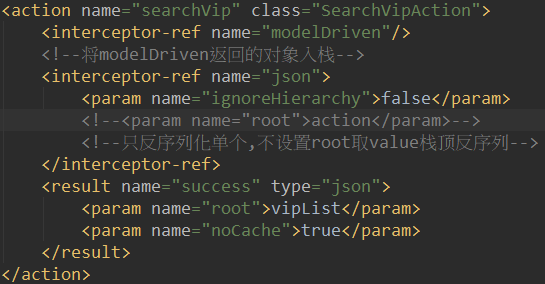 <action name="searchVip" class="SearchVipAction">
<interceptor-ref name="modelDriven"/>
<!--将modelDriven返回的对象入栈-->
<interceptor-ref name="json">
<param name="ignoreHierarchy">false</param>
<!--<param name="root">action</param>-->
<!--只反序列化单个,不设置root取value栈顶反序列-->
</interceptor-ref>
<result name="success" type="json">
<param name="root">vipList</param>
<param name="noCache">true</param>
</result>
</action>